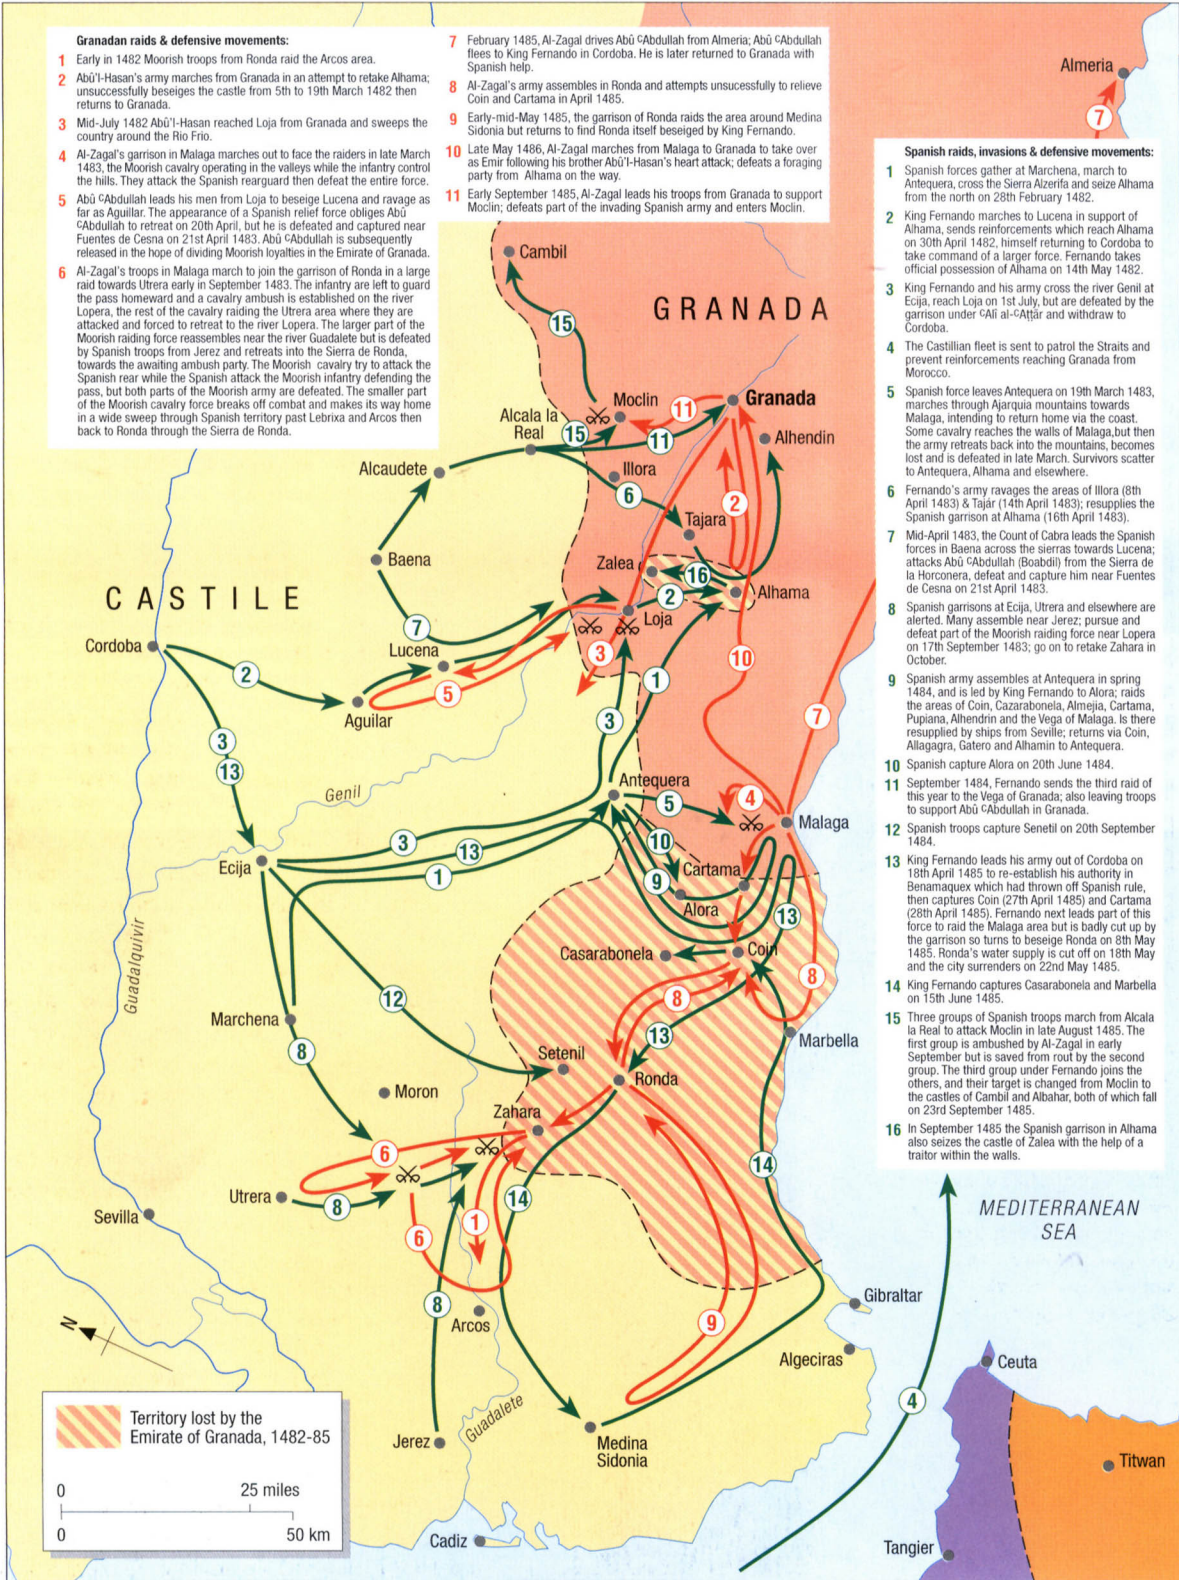 Granadan raids & defensive movements:
1 Early in 1482 Moorish troops from Ronda raid the Arcos area.
2 Abû'l-Hasan's army marches from Granada in an attempt to retake Alhama;
unsuccessfully beseiges the castle from 5th to 19th March 1482 then
returns to Granada.
3 Mid-July 1482 Abû'l-Hasan reached Loja from Granada and sweeps the
country around the Rio Frio.
4 Al-Zagal's garrison in Malaga marches out to face the raiders in late March
1483, the Moorish cavalry operating in the valleys while the infantry control
the hills. They attack the Spanish rearguard then defeat the entire force.
5 Abû ᶜAbdullah leads his men from Loja to beseige Lucena and ravage as
far as Aguillar. The appearance of a Spanish relief force obliges Abû
ᶜAbdullah to retreat on 20th April, but he is defeated and captured near
Fuentes de Cesna on 21st April 1483. Abû ᶜAbdullah is subsequently
released in the hope of dividing Moorish loyalties in the Emirate of Granada.
6 Al-Zagal's troops in Malaga march to join the garrison of Ronda in a large
raid towards Utrera early in September 1483. The infantry are left to guard
the pass homeward and a cavalry ambush is established on the river
Lopera, the rest of the cavalry raiding the Utrera area where they are
attacked and forced to retreat to the river Lopera. The larger part of the
Moorish raiding force reassembles near the river Guadalete but is defeated
by Spanish troops from Jerez and retreats into the Sierra de Ronda,
towards the awaiting ambush party. The Moorish cavalry try to attack the
Spanish rear while the Spanish attack the Moorish infantry defending the
pass, but both parts of the Moorish army are defeated. The smaller part
of the Moorish cavalry force breaks off combat and makes its way home
in a wide sweep through Spanish territory past Lebrixa and Arcos then
back to Ronda through the Sierra de Ronda.
7 February 1485, Al-Zagal drives Abû ᶜAbdullah from Almeria; Abû ᶜAbdullah
flees to King Fernando in Cordoba. He is later returned to Granada with
Spanish help.
8 Al-Zagal's army assembles in Ronda and attempts unsucessfully to relieve
Coin and Cartama in April 1485.
9 Early-mid-May 1485, the garrison of Ronda raids the area around Medina
Sidonia but returns to find Ronda itself beseiged by King Fernando.
10 Late May 1486, Al-Zagal marches from Malaga to Granada to take over
as Emir following his brother Abû'l-Hasan's heart attack; defeats a foraging
party from Alhama on the way.
11 Early September 1485, Al-Zagal leads his troops from Granada to support
Moclin; defeats part of the invading Spanish army and enters Moclin.
Spanish raids, invasions & defensive movements:
1 Spanish forces gather at Marchena, march to
Antequera, cross the Sierra Alzerifa and seize Alhama
from the north on 28th February 1482.
2 King Fernando marches to Lucena in support of
Alhama, sends reinforcements which reach Alhama
on 30th April 1482, himself returning to Cordoba to
take command of a larger force. Fernando takes
official possession of Alhama on 14th May 1482.
3 King Fernando and his army cross the river Genil at
Ecija, reach Loja on 1st July, but are defeated by the
garrison under ᶜAlî al-ᶜAṭṭâr and withdraw to
Cordoba.
4 The Castillian fleet is sent to patrol the Straits and
prevent reinforcements reaching Granada from
Morocco.
5 Spanish force leaves Antequera on 19th March 1483,
marches through Ajarquia mountains towards
Malaga, intending to return home via the coast.
Some cavalry reaches the walls of Malaga,but then
the army retreats back into the mountains, becomes
lost and is defeated in late March. Survivors scatter
to Antequera, Alhama and elsewhere.
6 Fernando's army ravages the areas of Illora (8th
April 1483) & Tajár (14th April 1483); resupplies the
Spanish garrison at Alhama (16th April 1483).
7 Mid-April 1483, the Count of Cabra leads the Spanish
forces in Baena across the sierras towards Lucena;
attacks Abû ᶜAbdullah (Boabdil) from the Sierra de
la Horconera, defeat and capture him near Fuentes
de Cesna on 21st April 1483.
8 Spanish garrisons at Ecija, Utrera and elsewhere are
alerted. Many assemble near Jerez; pursue and
defeat part of the Moorish raiding force near Lopera
on 17th September 1483; go on to retake Zahara in
October.
9 Spanish army assembles at Antequera in spring
1484, and is led by King Fernando to Alora; raids
the areas of Coin, Cazarabonela, Almejia, Cartama,
Pupiana, Alhendrin and the Vega of Malaga. Is there
resupplied by ships from Seville; returns via Coin,
Allagagra, Gatero and Alhamin to Antequera.
10 Spanish capture Alora on 20th June 1484.
11 September 1484, Fernando sends the third raid of
this year to the Vega of Granada; also leaving troops
to support Abû ᶜAbdullah in Granada.
12 Spanish troops capture Senetil on 20th September
1484.
13 King Fernando leads his army out of Cordoba on
18th April 1485 to re-establish his authority in
Benamaquex which had thrown off Spanish rule,
then captures Coin (27th April 1485) and Cartama
(28th April 1485). Fernando next leads part of this
force to raid the Malaga area but is badly cut up by
the garrison so turns to beseige Ronda on 8th May
1485. Ronda's water supply is cut off on 18th May
and the city surrenders on 22nd May 1485.
14 King Fernando captures Casarabonela and Marbella
on 15th June 1485.
15 Three groups of Spanish troops march from Alcala
la Real to attack Moclin in late August 1485. The
first group is ambushed by Al-Zagal in early
September but is saved from rout by the second
group. The third group under Fernando joins the
others, and their target is changed from Moclin to
the castles of Cambil and Albahar, both of which fall
on 23rd September 1485.
16 In September 1485 the Spanish garrison in Alhama
also seizes the castle of Zalea with the help of a
traitor within the walls.
Almeria
7
Cambil
GRANADA
15
Moclin
11
Granada
Alcala la
Real
15
11
Alhendin
Alcaudete
Illora
6
2
Tajara
Baena
Zalea
16
Alhama
CASTILE
2
Loja
7
Cordoba
Lucena
3
10
2
5
1
Aguilar
3
7
3
13
Antequera
Genil
5
4
Malaga
3
10
13
Ecija
1
9
Cartama
Alora
13
Guadalquivir
Casarabonela
Coin
8
12
8
Marchena
13
Marbella
8
Setenil
Ronda
Moron
Zahara
6
14
Utrera
8
14
Sevilla
1
6
MEDITERRANEAN
SEA
8
Gibraltar
Arcos
9
N
Algeciras
Ceuta
4
Guadalete
Territory lost by the
Emirate of Granada, 1482-85
Jerez
Medina
Sidonia
Titwan
0 25 miles
0 50 km
Cadiz
Tangier